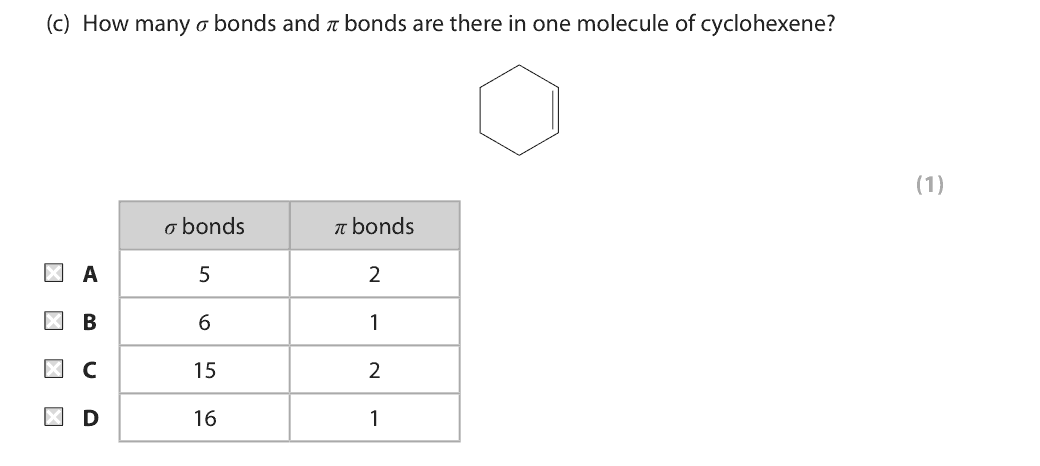 (c) How many σ bonds and π bonds are there in one molecule of cyclohexene?
(1)
σ bonds π bonds
A 5 2
B 6 1
C 15 2
D 16 1